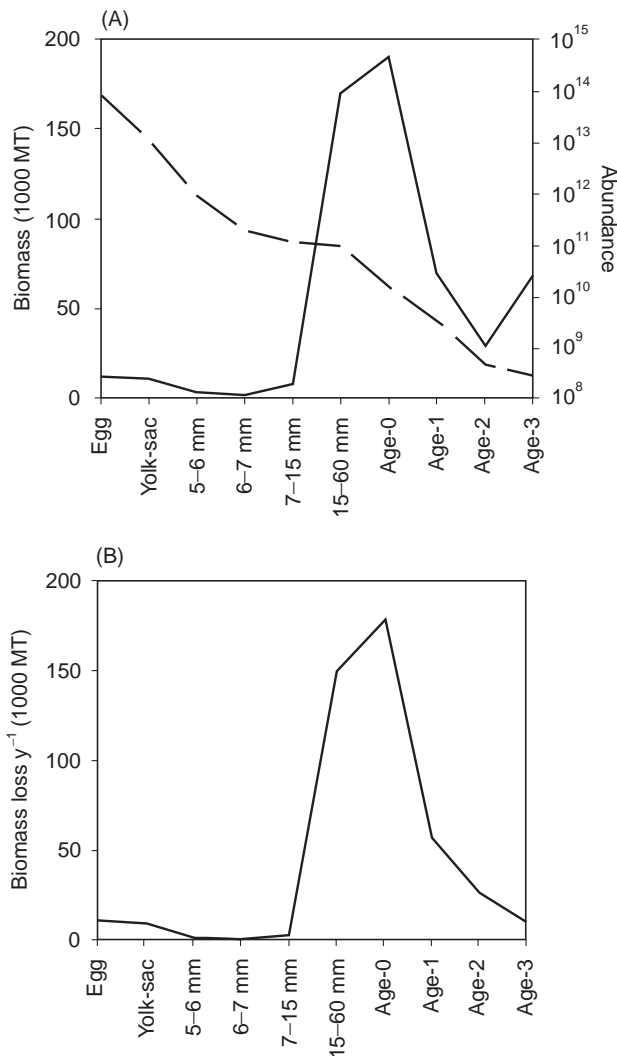 (A)
200
150
100
50
0
Biomass (1000 MT)
10^15
10^14
10^13
10^12
10^11
10^10
10^9
10^8
Abundance
Egg
Yolk-sac
5–6 mm
6–7 mm
7–15 mm
15–60 mm
Age-0
Age-1
Age-2
Age-3
(B)
200
150
100
50
0
Biomass loss y^−1 (1000 MT)
Egg
Yolk-sac
5–6 mm
6–7 mm
7–15 mm
15–60 mm
Age-0
Age-1
Age-2
Age-3